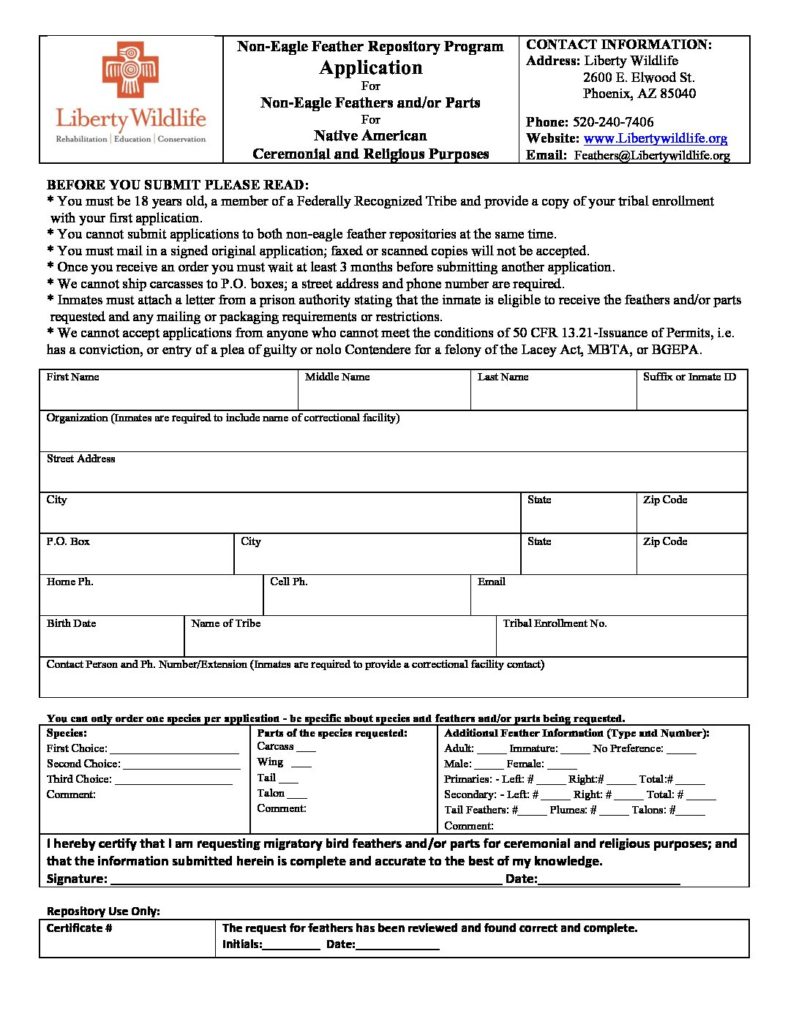 Liberty Wildlife
Rehabilitation | Education | Conservation
Non-Eagle Feather Repository Program
Application
For
Non-Eagle Feathers and/or Parts
For
Native American
Ceremonial and Religious Purposes
CONTACT INFORMATION:
Address: Liberty Wildlife
2600 E. Elwood St.
Phoenix, AZ 85040
Phone: 520-240-7406
Website: www.Libertywildlife.org
Email: Feathers@Libertywildlife.org
BEFORE YOU SUBMIT PLEASE READ:
* You must be 18 years old, a member of a Federally Recognized Tribe and provide a copy of your tribal enrollment
with your first application.
* You cannot submit applications to both non-eagle feather repositories at the same time.
* You must mail in a signed original application; faxed or scanned copies will not be accepted.
* Once you receive an order you must wait at least 3 months before submitting another application.
* We cannot ship carcasses to P.O. boxes; a street address and phone number are required.
* Inmates must attach a letter from a prison authority stating that the inmate is eligible to receive the feathers and/or parts
requested and any mailing or packaging requirements or restrictions.
* We cannot accept applications from anyone who cannot meet the conditions of 50 CFR 13.21-Issuance of Permits, i.e.
has a conviction, or entry of a plea of guilty or nolo Contendere for a felony of the Lacey Act, MBTA, or BGEPA.
First Name Middle Name Last Name Suffix or Inmate ID
Organization (Inmates are required to include name of correctional facility)
Street Address
City State Zip Code
P.O. Box City State Zip Code
Home Ph. Cell Ph. Email
Birth Date Name of Tribe Tribal Enrollment No.
Contact Person and Ph. Number/Extension (Inmates are required to provide a correctional facility contact)
You can only order one species per application - be specific about species and feathers and/or parts being requested.
Species:
First Choice: ____________________
Second Choice: ____________________
Third Choice: ____________________
Comment:
Parts of the species requested:
Carcass ___
Wing ___
Tail ___
Talon ___
Comment:
Additional Feather Information (Type and Number):
Adult: _____ Immature: _____ No Preference: _____
Male: _____ Female: _____
Primaries: - Left: # _____ Right:# _____ Total:# _____
Secondary: - Left: # _____ Right: # _____ Total: # _____
Tail Feathers: #_____ Plumes: # _____ Talons: #_____
Comment:
I hereby certify that I am requesting migratory bird feathers and/or parts for ceremonial and religious purposes; and
that the information submitted herein is complete and accurate to the best of my knowledge.
Signature: ____________________ Date:____________________
Repository Use Only:
Certificate #
The request for feathers has been reviewed and found correct and complete.
Initials:_________ Date:_____________